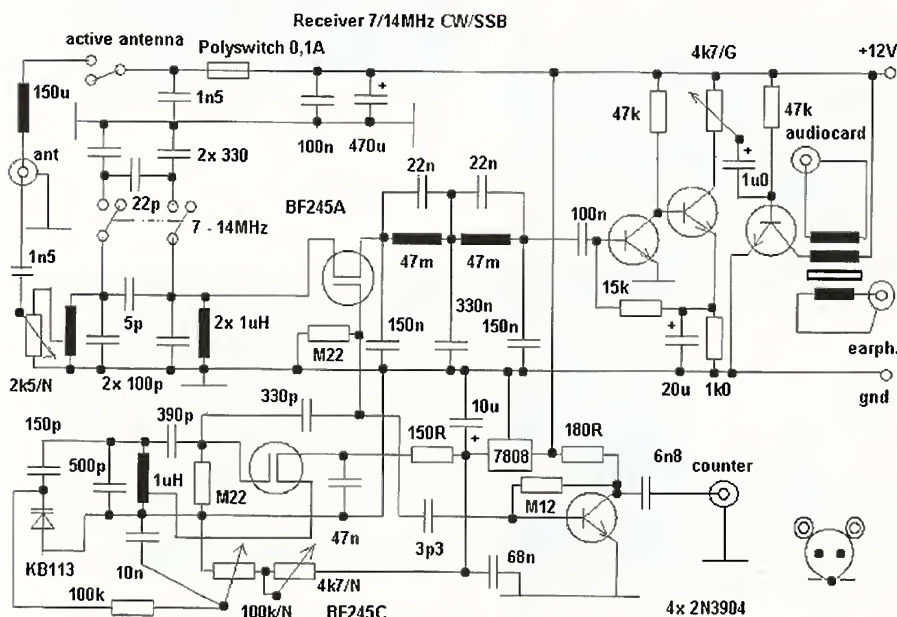 Receiver 7/14MHz CW/SSB
active antenna
Polyswitch 0,1A
4k7/G
+12V
150u
1n5
47k
47k
audiocard
ant
2x 330
100n
470u
+
+
1u0
22n
22n
22p
BF245A
7 - 14MHz
100n
1n5
47m
47m
15k
5p
2x 1uH
150n
330n
150n
M22
+
earph.
2k5/N
2x 100p
20u
1k0
gnd
330p
10u
390p
150R
180R
+
150p
7808
6n8
counter
500p
1uH
M22
M12
47n
3p3
KB113
10n
68n
4k7/N
100k
100k/N
BF245C
4x 2N3904